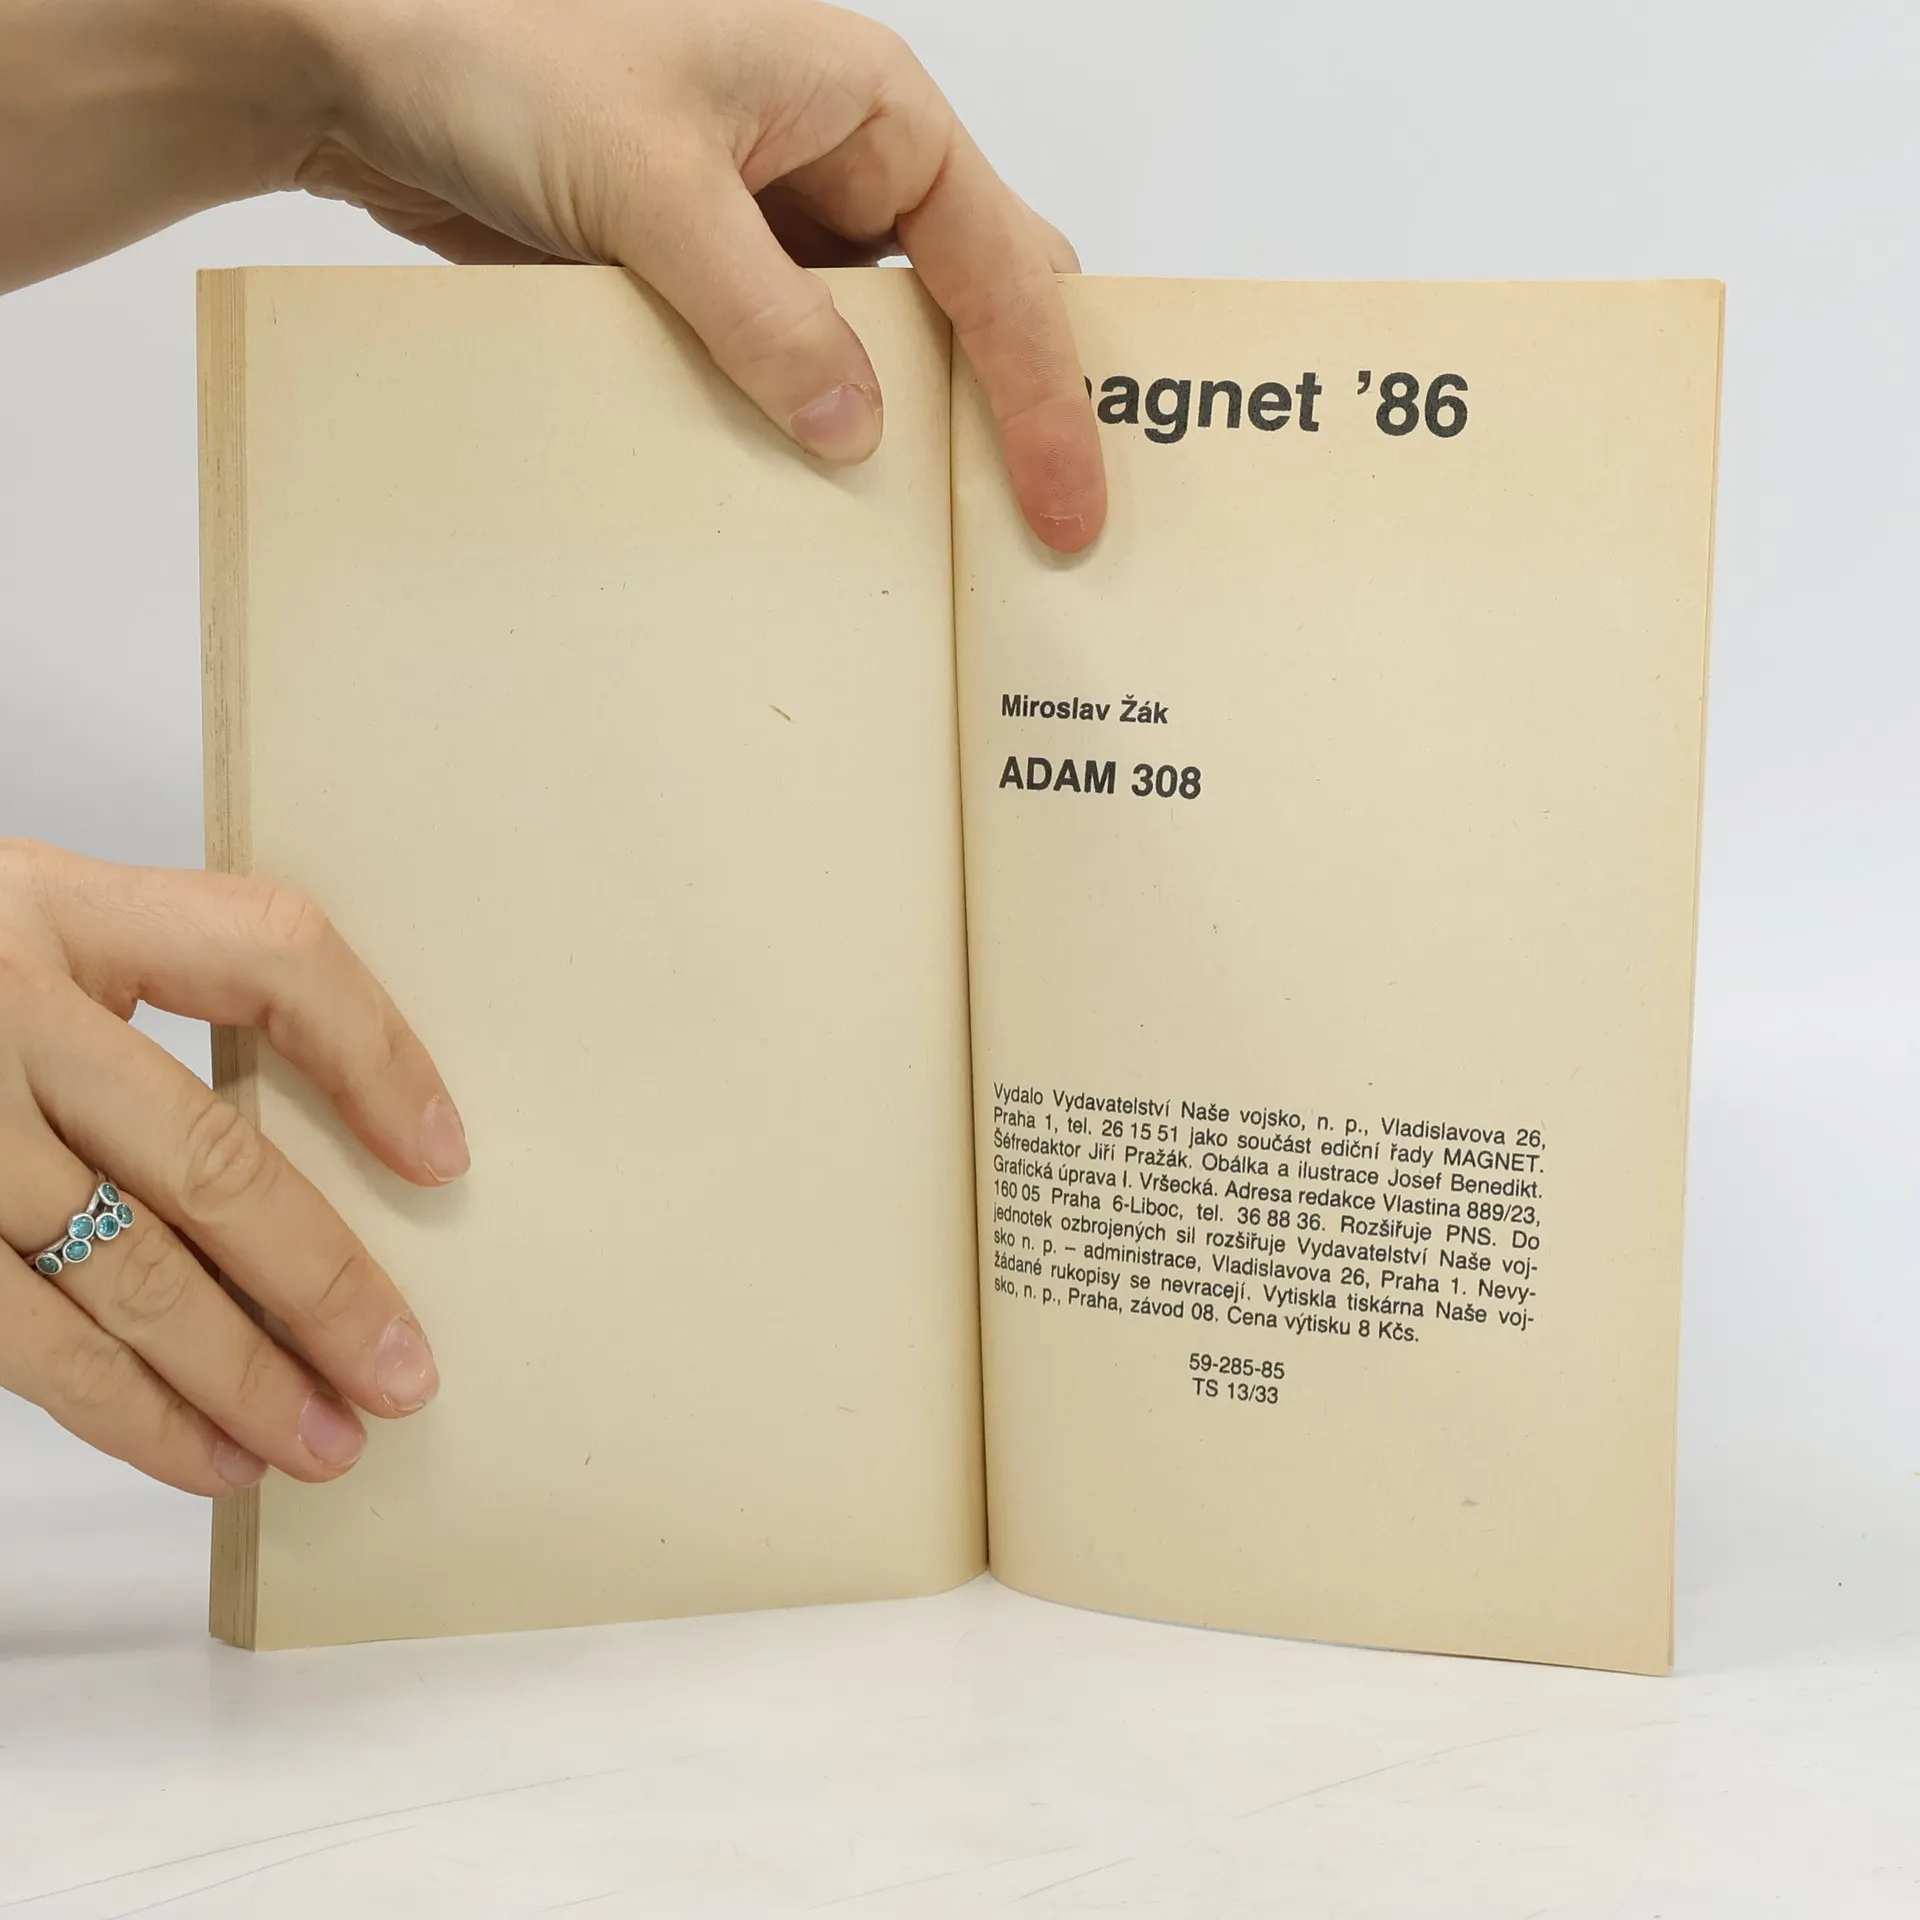 magnet ’86
Miroslav Žák
ADAM 308
Vydalo Vydavatelství Naše vojsko, n. p., Vladislavova 26,
Praha 1, tel. 26 15 51 jako součást ediční řady MAGNET.
Šéfredaktor Jiří Pražák. Obálka a ilustrace Josef Benedikt.
Grafická úprava I. Vršecká. Adresa redakce Vlastina 889/23,
160 05 Praha 6-Liboc, tel. 36 88 36. Rozšiřuje PNS. Do
jednotek ozbrojených sil rozšiřuje Vydavatelství Naše voj-
sko n. p. – administrace, Vladislavova 26, Praha 1. Nevy-
žádané rukopisy se nevracejí. Vytiskla tiskárna Naše voj-
sko, n. p., Praha, závod 08. Cena výtisku 8 Kčs.
59-285-85
TS 13/33